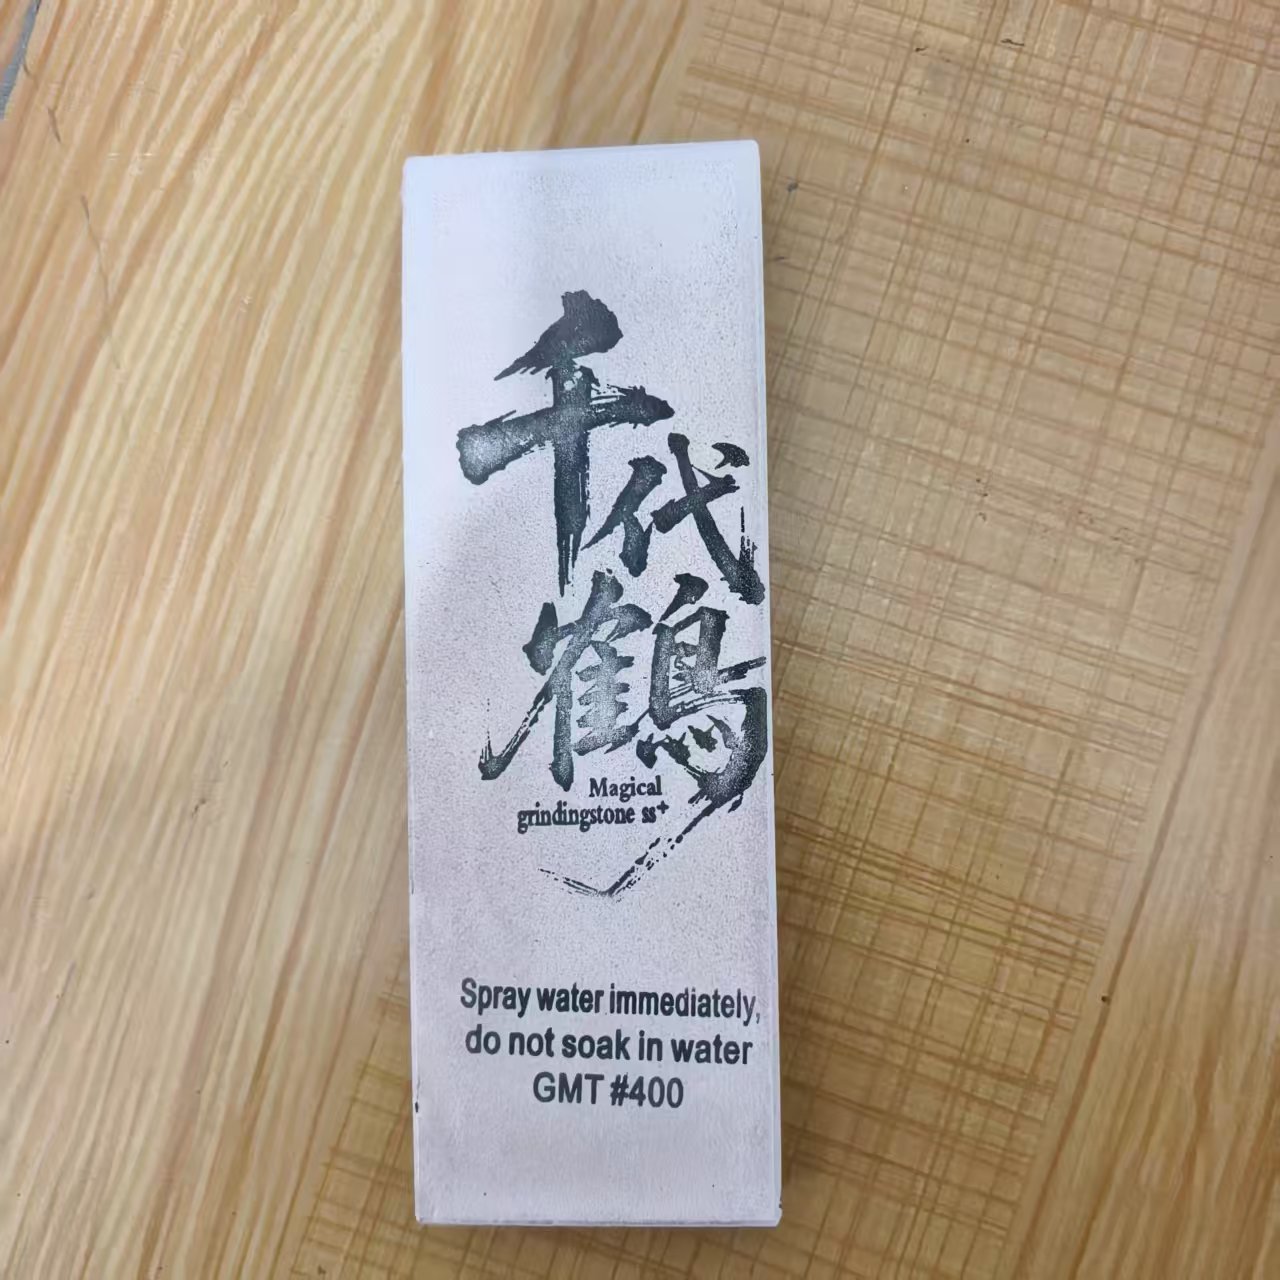 千代鶴
Magical
grindingstone ss+
Spray water immediately,
do not soak in water
GMT #400